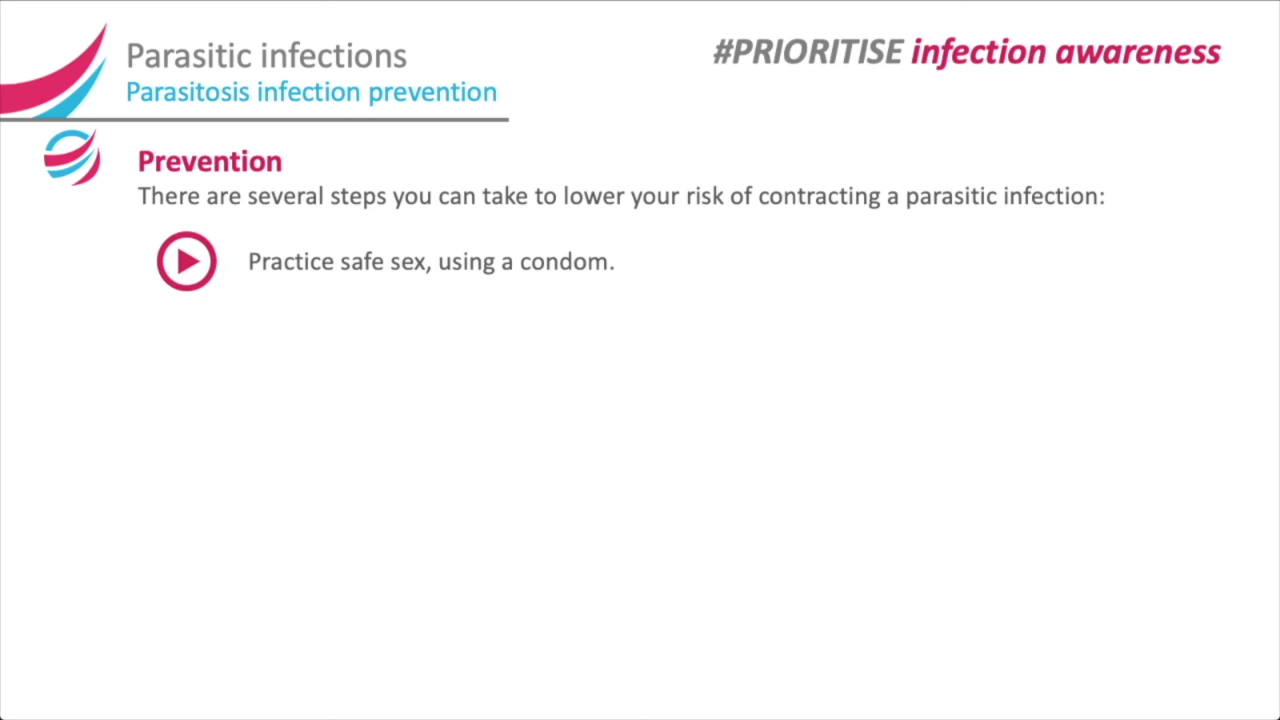 Parasitic infections
#PRIORITISE infection awareness
Parasitosis infection prevention
Prevention
There are several steps you can take to lower your risk of contracting a parasitic infection:
Practice safe sex, using a condom.